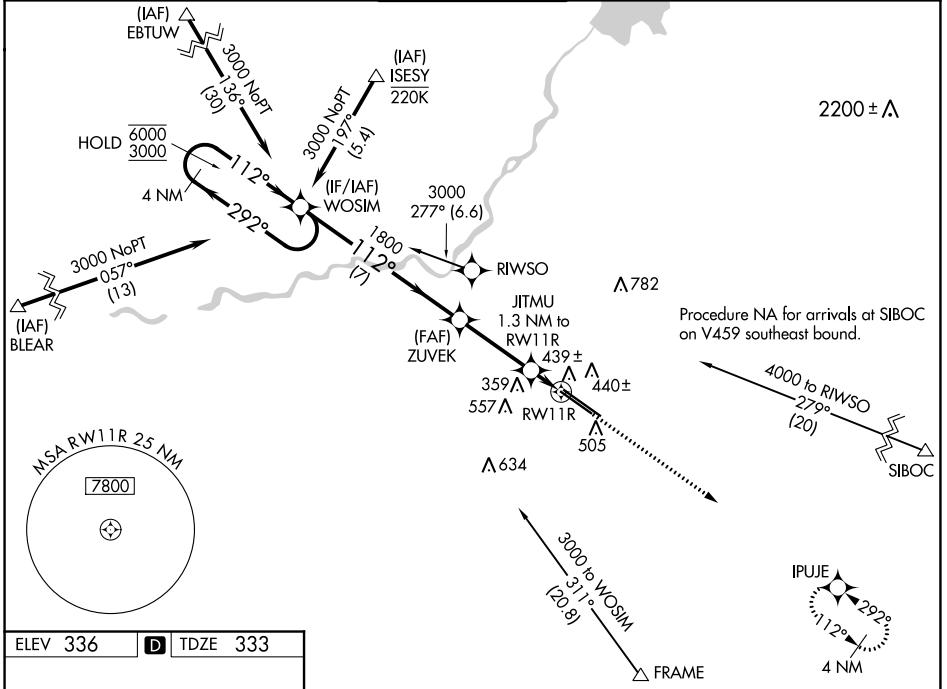 (IAF)
EBTUW
3000 NoPT
136°
(30)
(IAF)
ISESY
220K
3000 NoPT
197°
(5.4)
2200 ±
HOLD 6000
3000
4 NM
112°
292°
(IF/IAF)
WOSIM
3000
277° (6.6)
1800
RIWSO
112°
(7)
3000 NoPT
057°
(13)
(IAF)
BLEAR
782
JITMU
1.3 NM to
RW11R
(FAF)
ZUVEK
439 ±
440 ±
359
557
RW11R
505
634
Procedure NA for arrivals at SIBOC
on V459 southeast bound.
4000 to RIWSO
279°
(20)
SIBOC
MSA RW11R 25 NM
7800
3000 to WOSIM
311°
(20.8)
FRAME
IPUJE
292°
112°
4 NM
ELEV 336 D TDZE 333